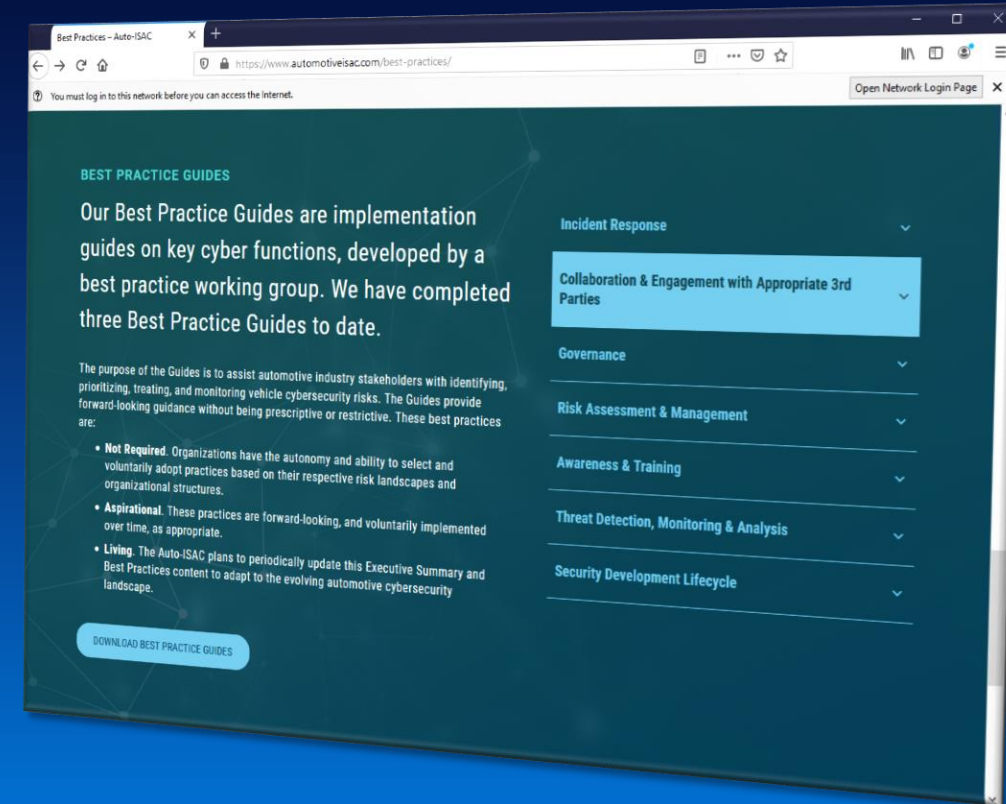 Best Practices – Auto-ISAC
https://www.automotiveisac.com/best-practices/
You must log in to this network before you can access the Internet.
Open Network Login Page
BEST PRACTICE GUIDES
Our Best Practice Guides are implementation
guides on key cyber functions, developed by a
best practice working group. We have completed
three Best Practice Guides to date.
The purpose of the Guides is to assist automotive industry stakeholders with identifying,
prioritizing, treating, and monitoring vehicle cybersecurity risks. The Guides provide
forward-looking guidance without being prescriptive or restrictive. These best practices
are:
• Not Required. Organizations have the autonomy and ability to select and
voluntarily adopt practices based on their respective risk landscapes and
organizational structures.
• Aspirational. These practices are forward-looking, and voluntarily implemented
over time, as appropriate.
• Living. The Auto-ISAC plans to periodically update this Executive Summary and
Best Practices content to adapt to the evolving automotive cybersecurity
landscape.
DOWNLOAD BEST PRACTICE GUIDES
Incident Response
Collaboration & Engagement with Appropriate 3rd
Parties
Governance
Risk Assessment & Management
Awareness & Training
Threat Detection, Monitoring & Analysis
Security Development Lifecycle